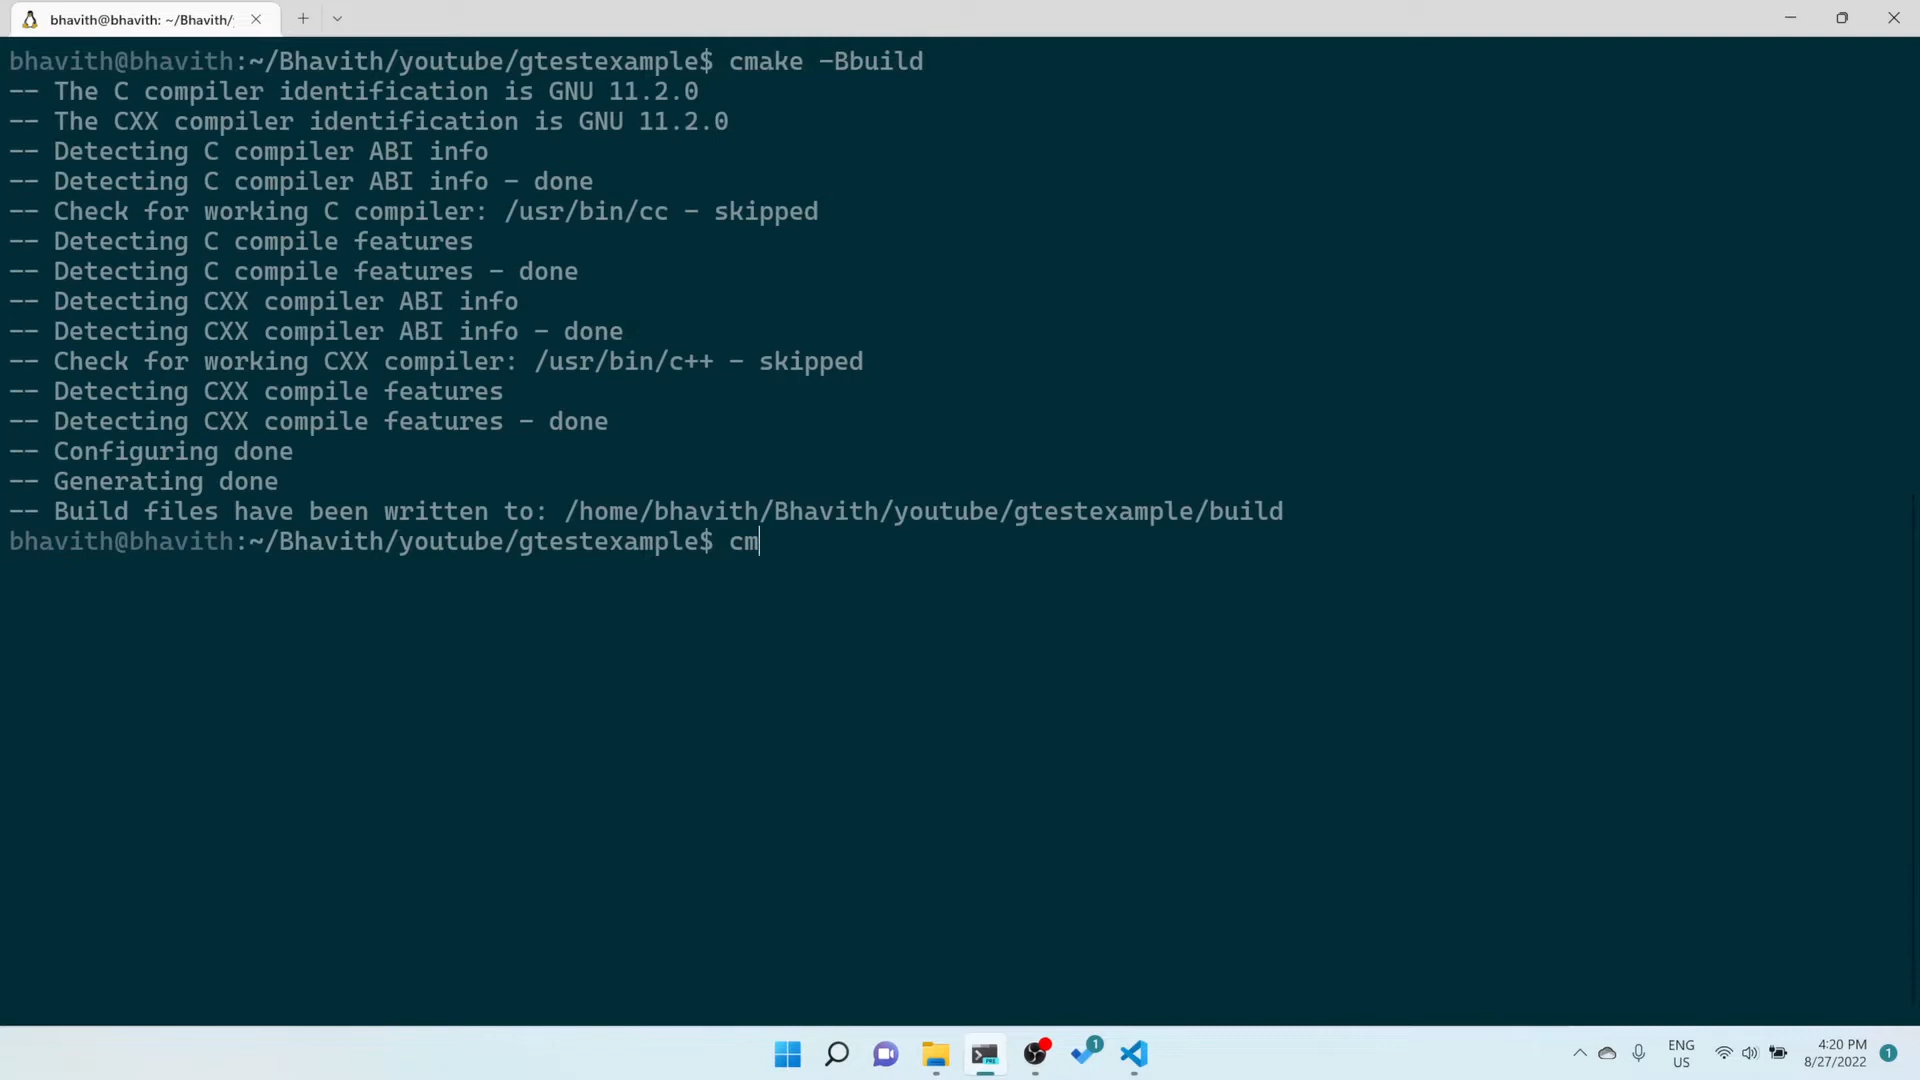 bhavith@bhavith: ~/Bhavith/
bhavith@bhavith:~/Bhavith/youtube/gtestexample$ cmake -Bbuild
-- The C compiler identification is GNU 11.2.0
-- The CXX compiler identification is GNU 11.2.0
-- Detecting C compiler ABI info
-- Detecting C compiler ABI info - done
-- Check for working C compiler: /usr/bin/cc - skipped
-- Detecting C compile features
-- Detecting C compile features - done
-- Detecting CXX compiler ABI info
-- Detecting CXX compiler ABI info - done
-- Check for working CXX compiler: /usr/bin/c++ - skipped
-- Detecting CXX compile features
-- Detecting CXX compile features - done
-- Configuring done
-- Generating done
-- Build files have been written to: /home/bhavith/Bhavith/youtube/gtestexample/build
bhavith@bhavith:~/Bhavith/youtube/gtestexample$ cm
PRE
1
ENG
US
4:20 PM
8/27/2022
1